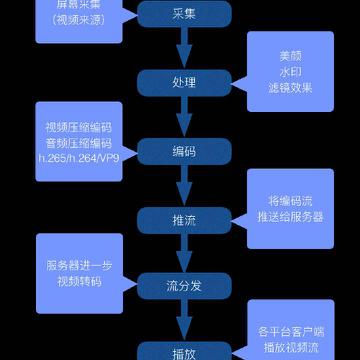 屏幕采集
（视频来源）
采集
处理
美颜
水印
滤镜效果
视频压缩编码
音频压缩编码
h.265/h.264/VP9
编码
推流
将编码流
推送给服务器
服务器进一步
视频转码
流分发
各平台客户端
播放视频流
播放